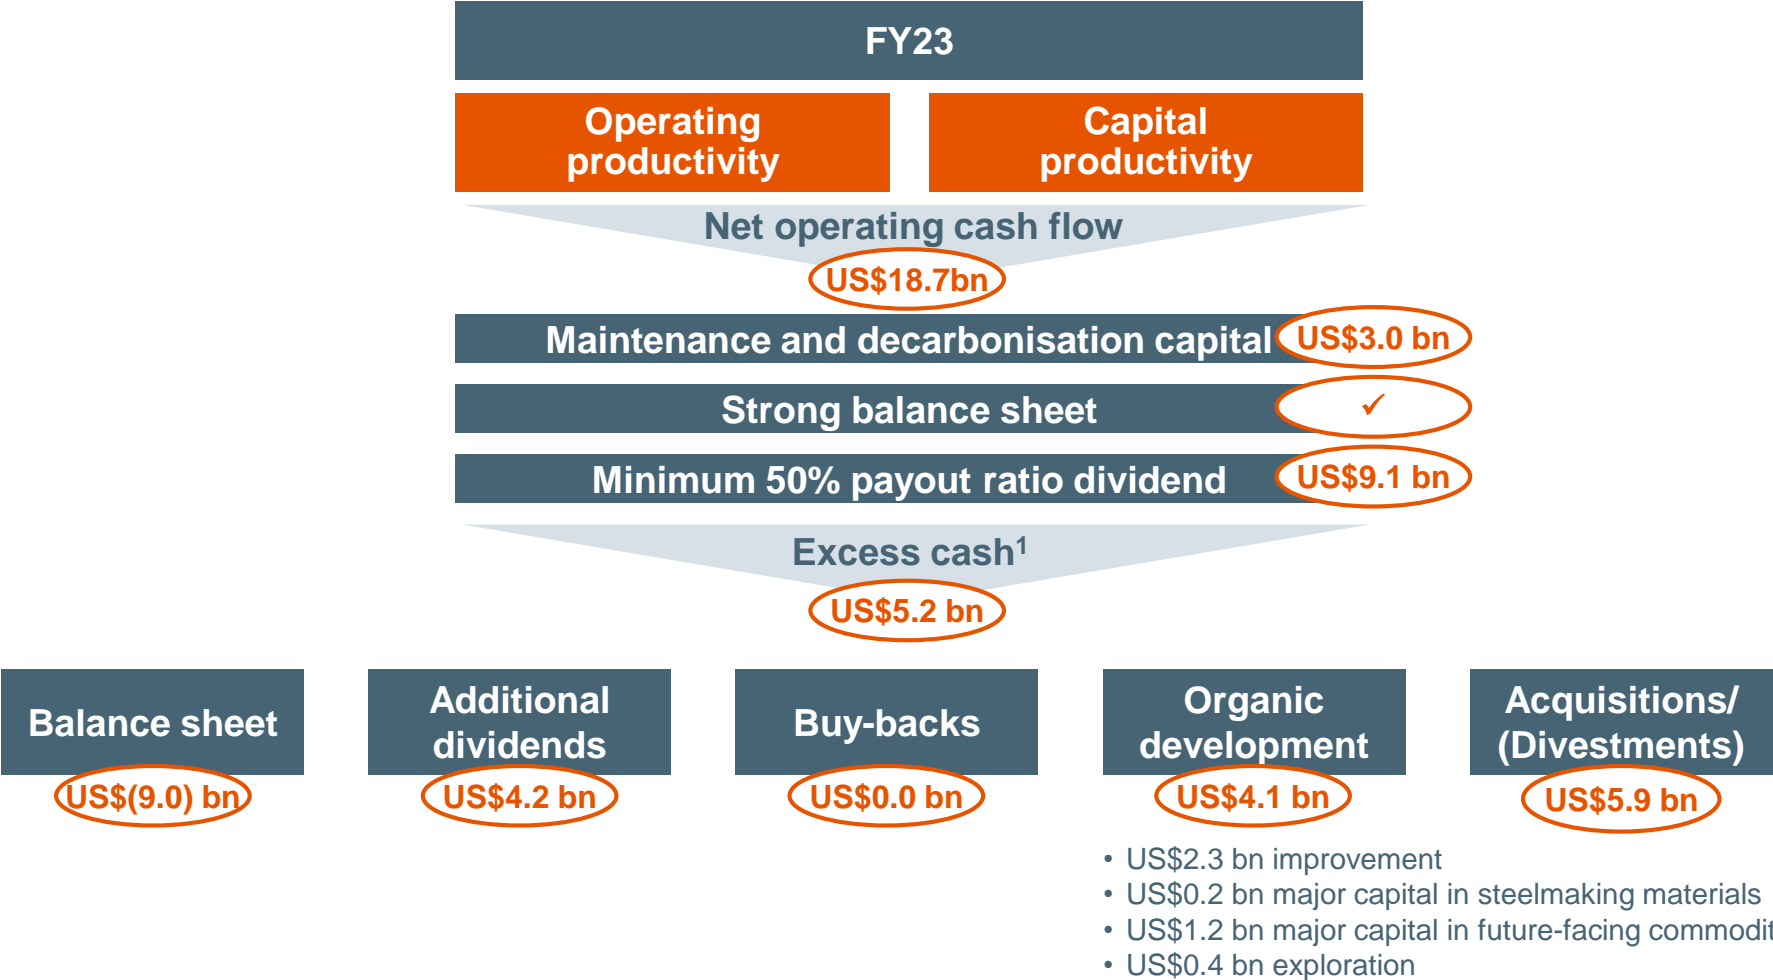 FY23
Operating
productivity
Capital
productivity
Net operating cash flow
US$18.7bn
Maintenance and decarbonisation capital
US$3.0 bn
Strong balance sheet
✓
Minimum 50% payout ratio dividend
US$9.1 bn
Excess cash¹
US$5.2 bn
Balance sheet
US$(9.0) bn
Additional
dividends
US$4.2 bn
Buy-backs
US$0.0 bn
Organic
development
US$4.1 bn
Acquisitions/
(Divestments)
US$5.9 bn
• US$2.3 bn improvement
• US$0.2 bn major capital in steelmaking materials
• US$1.2 bn major capital in future-facing commodit
• US$0.4 bn exploration